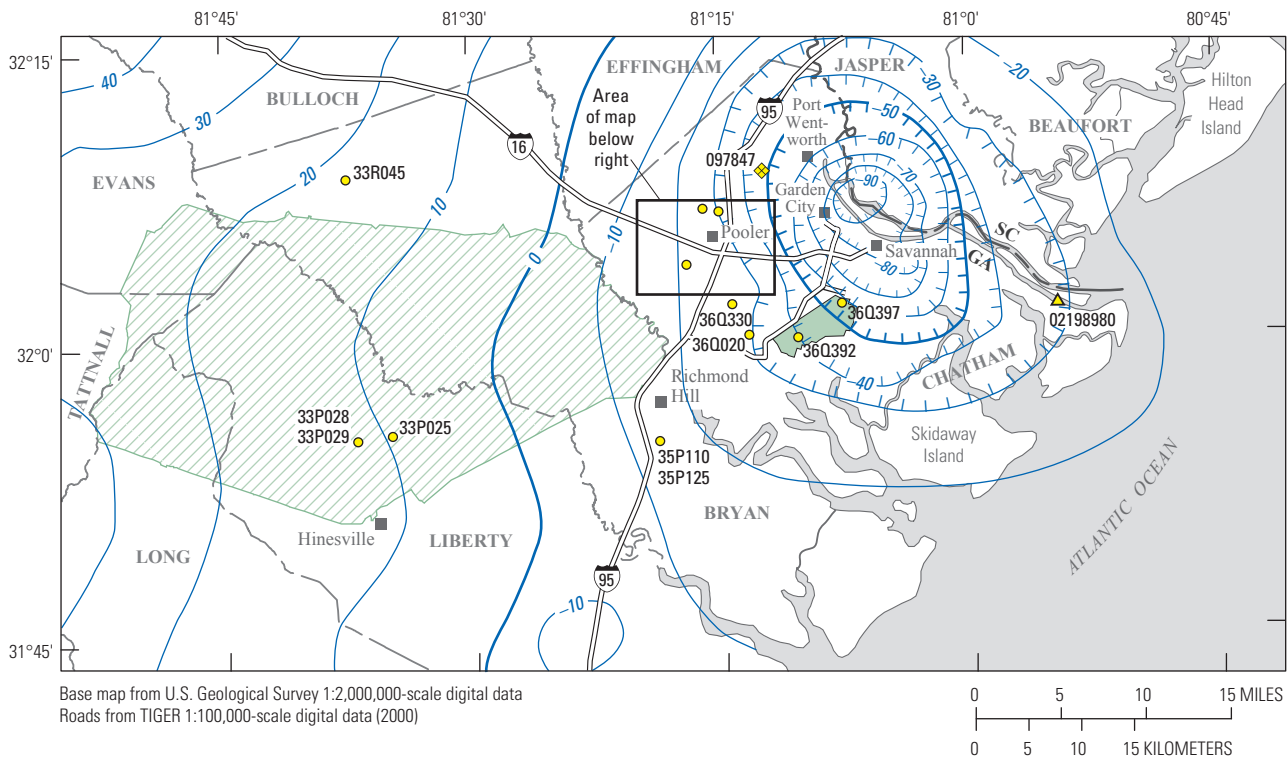 81°45'
81°30'
81°15'
81°0'
80°45'
32°15'
32°0'
31°45'
40
30
20
10
0
–10
–20
–30
–50
–60
–70
–90
–80
–40
–10
BULLOCH
EFFINGHAM
JASPER
BEAUFORT
EVANS
TATTNALL
LONG
LIBERTY
BRYAN
CHATHAM
Hilton
Head
Island
Area
of map
below
right
95
16
95
Port
Went-
worth
Garden
City
Pooler
Savannah
SC
GA
Richmond
Hill
Skidaway
Island
Hinesville
ATLANTIC OCEAN
097847
33R045
36Q330
36Q020
36Q397
36Q392
02198980
33P028
33P029
33P025
35P110
35P125
Base map from U.S. Geological Survey 1:2,000,000-scale digital data
Roads from TIGER 1:100,000-scale digital data (2000)
0 5 10 15 MILES
0 5 10 15 KILOMETERS